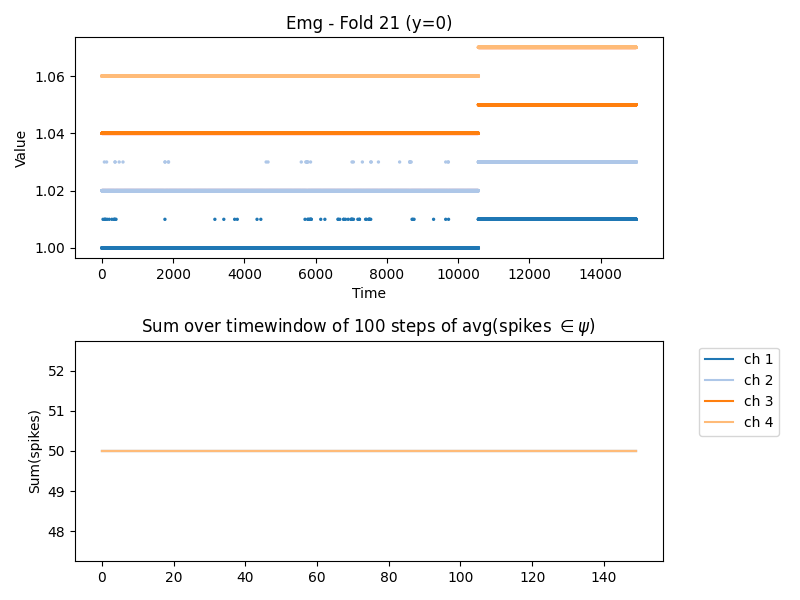 Emg - Fold 21 (y=0)
1.06
1.04
1.02
1.00
Value
0 2000 4000 6000 8000 10000 12000 14000
Time
Sum over timewindow of 100 steps of avg(spikes ∈ψ)
52
51
50
49
48
Sum(spikes)
0 20 40 60 80 100 120 140
ch 1
ch 2
ch 3
ch 4